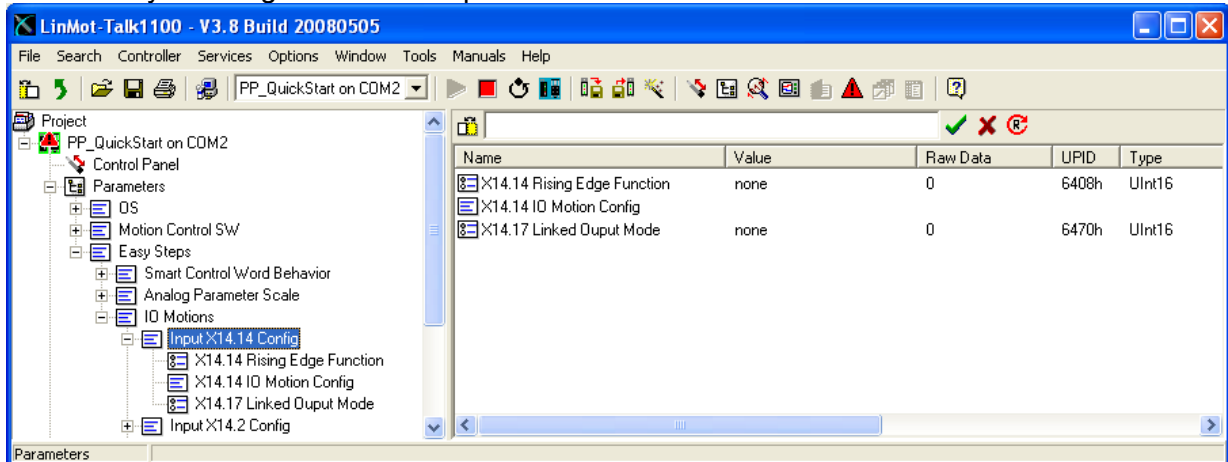 LinMot-Talk1100 - V3.8 Build 20080505
File Search Controller Services Options Window Tools Manuals Help
PP_QuickStart on COM2
Project
PP_QuickStart on COM2
Control Panel
Parameters
OS
Motion Control SW
Easy Steps
Smart Control Word Behavior
Analog Parameter Scale
IO Motions
Input X14.14 Config
X14.14 Rising Edge Function
X14.14 IO Motion Config
X14.17 Linked Ouput Mode
Input X14.2 Config
Name Value Raw Data UPID Type
X14.14 Rising Edge Function none 0 6408h UInt16
X14.14 IO Motion Config
X14.17 Linked Ouput Mode none 0 6470h UInt16
Parameters